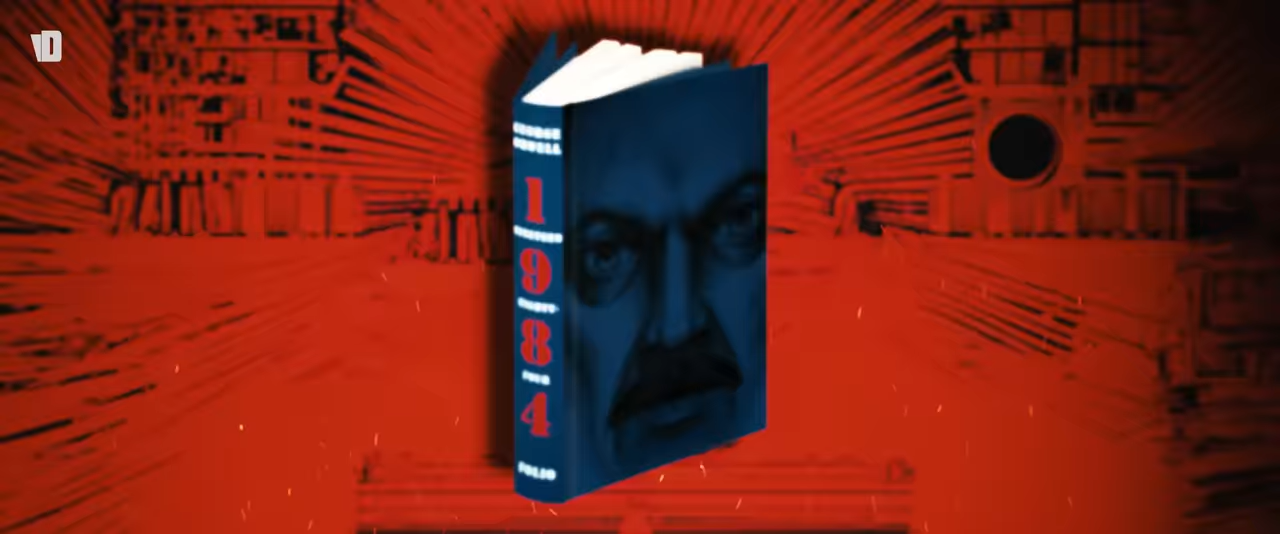 D
GEORGE
ORWELL
1
NINETEEN
9
EIGHTY-
8
FOUR
4
FOLIO